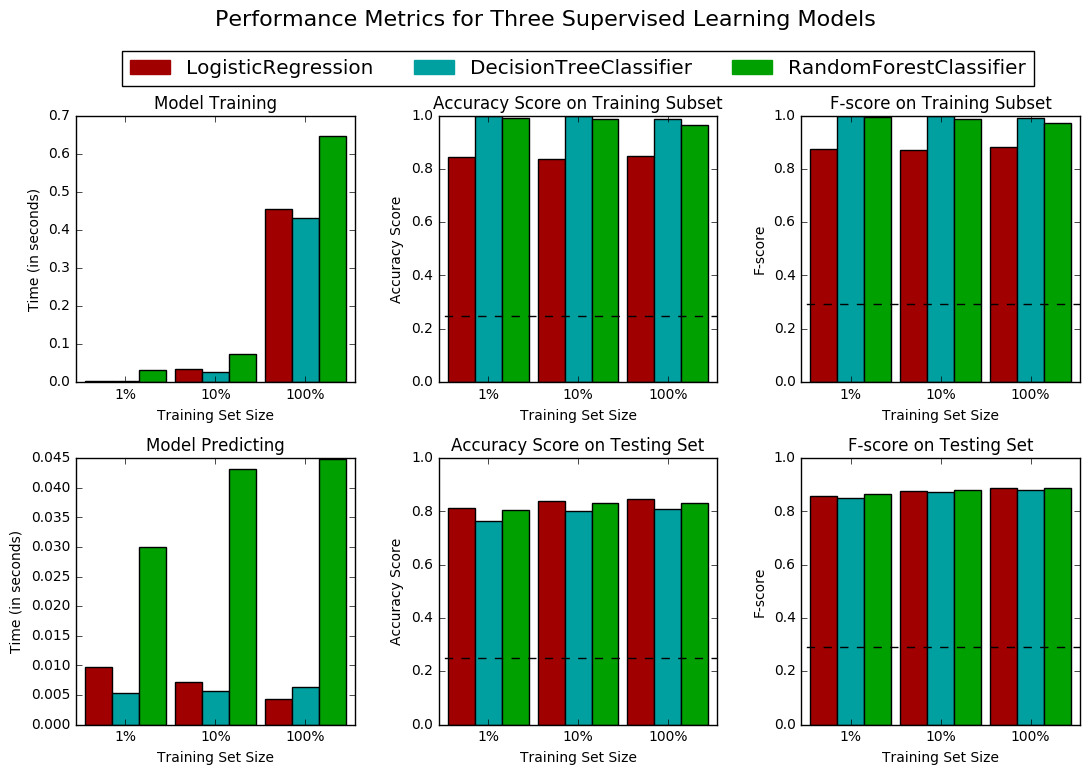 Performance Metrics for Three Supervised Learning Models
LogisticRegression DecisionTreeClassifier RandomForestClassifier
Model Training
Time (in seconds)
0.7
0.6
0.5
0.4
0.3
0.2
0.1
0.0
1% 10% 100%
Training Set Size
Accuracy Score on Training Subset
Accuracy Score
1.0
0.8
0.6
0.4
0.2
0.0
1% 10% 100%
Training Set Size
F-score on Training Subset
F-score
1.0
0.8
0.6
0.4
0.2
0.0
1% 10% 100%
Training Set Size
Model Predicting
Time (in seconds)
0.045
0.040
0.035
0.030
0.025
0.020
0.015
0.010
0.005
0.000
1% 10% 100%
Training Set Size
Accuracy Score on Testing Set
Accuracy Score
1.0
0.8
0.6
0.4
0.2
0.0
1% 10% 100%
Training Set Size
F-score on Testing Set
F-score
1.0
0.8
0.6
0.4
0.2
0.0
1% 10% 100%
Training Set Size